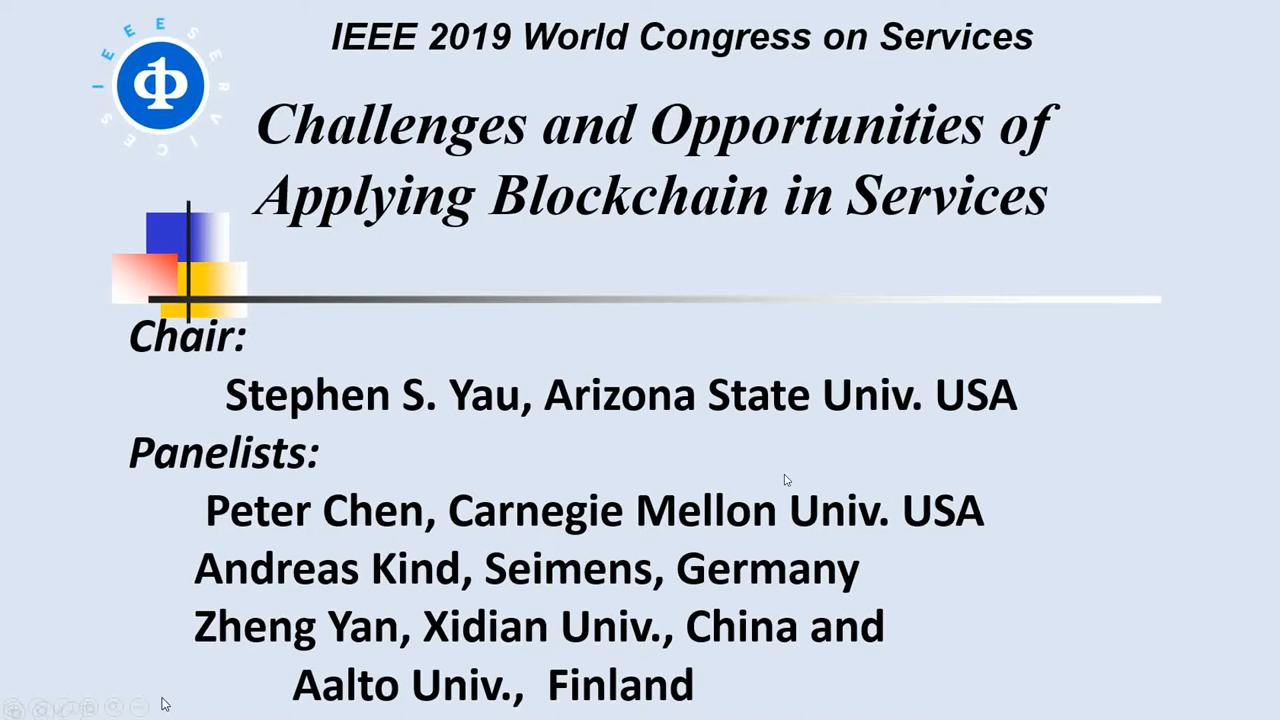 IEEE 2019 World Congress on Services
IEEE SERVICES
Challenges and Opportunities of
Applying Blockchain in Services
Chair:
Stephen S. Yau, Arizona State Univ. USA
Panelists:
Peter Chen, Carnegie Mellon Univ. USA
Andreas Kind, Seimens, Germany
Zheng Yan, Xidian Univ., China and
Aalto Univ., Finland